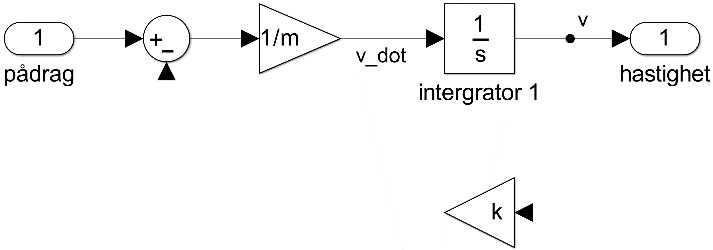 1
pådrag
+
−
1/m
v_dot
1
s
intergrator 1
v
1
hastighet
k